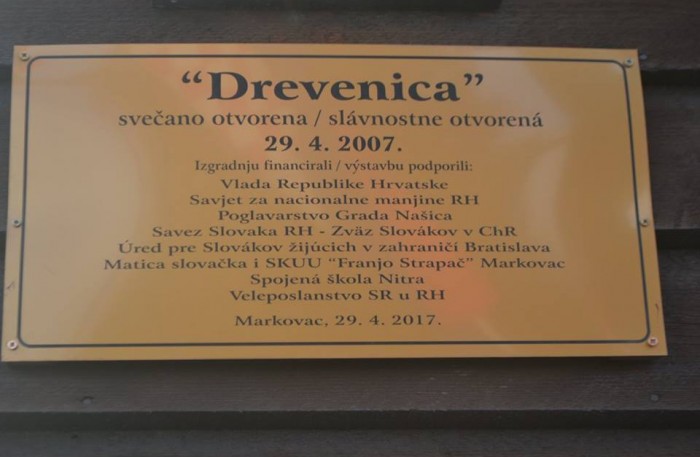 “Drevenica”
svečano otvorena / slávnostne otvorená
29. 4. 2007.
Izgradnju financirali / výstavbu podporili:
Vlada Republike Hrvatske
Savjet za nacionalne manjine RH
Poglavarstvo Grada Našica
Savez Slovaka RH - Zväz Slovákov v ChR
Úred pre Slovákov žijúcich v zahraničí Bratislava
Matica slovačka i SKUU “Franjo Strapač” Markovac
Spojená škola Nitra
Veleposlanstvo SR u RH
Markovac, 29. 4. 2017.